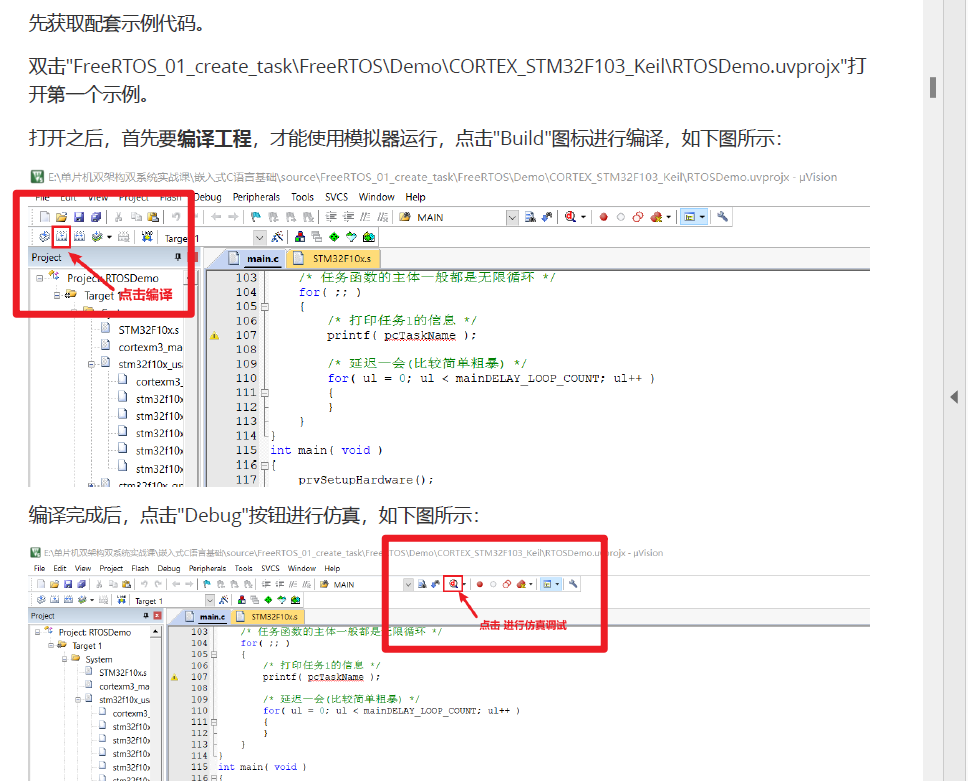 先获取配套示例代码。
双击"FreeRTOS_01_create_task\FreeRTOS\Demo\CORTEX_STM32F103_Keil\RTOSDemo.uvprojx"打
开第一个示例。
打开之后，首先要编译工程，才能使用模拟器运行，点击"Build"图标进行编译，如下图所示：
E:\单片机双架构双系统实战课\嵌入式C语言基础\source\FreeRTOS_01_create_task\FreeRTOS\Demo\CORTEX_STM32F103_Keil\RTOSDemo.uvprojx - µVision
File Edit View Project Flash Debug Peripherals Tools SVCS Window Help
MAIN
Target 1
Project
main.c STM32F10x.s
Project: RTOSDemo
Target
点击编译
STM32F10x.s
cortexm3_ma
stm32f10x_us
cortexm3_
stm32f10x
stm32f10x
stm32f10x
stm32f10x
stm32f10x
103 /* 任务函数的主体一般都是无限循环 */
104 for( ;; )
105 {
106 /* 打印任务1的信息 */
107 printf( pcTaskName );
108
109 /* 延迟一会(比较简单粗暴) */
110 for( ul = 0; ul < mainDELAY_LOOP_COUNT; ul++ )
111 {
112 }
113 }
114 }
115 int main( void )
116 {
117 prvSetupHardware();
编译完成后，点击"Debug"按钮进行仿真，如下图所示：
E:\单片机双架构双系统实战课\嵌入式C语言基础\source\FreeRTOS_01_create_task\FreeRTOS\Demo\CORTEX_STM32F103_Keil\RTOSDemo.uvprojx - µVision
File Edit View Project Flash Debug Peripherals Tools SVCS Window Help
MAIN
Target 1
点击 进行仿真调试
Project
main.c STM32F10x.s
Project: RTOSDemo
Target 1
System
STM32F10x.s
cortexm3_ma
stm32f10x_us
cortexm3_
stm32f10x
stm32f10x
stm32f10x
stm32f10x
stm32f10x
103 /* 任务函数的主体一般都是无限循环 */
104 for( ;; )
105 {
106 /* 打印任务1的信息 */
107 printf( pcTaskName );
108
109 /* 延迟一会(比较简单粗暴) */
110 for( ul = 0; ul < mainDELAY_LOOP_COUNT; ul++ )
111 {
112 }
113 }
114 }
115 int main( void )
116 {